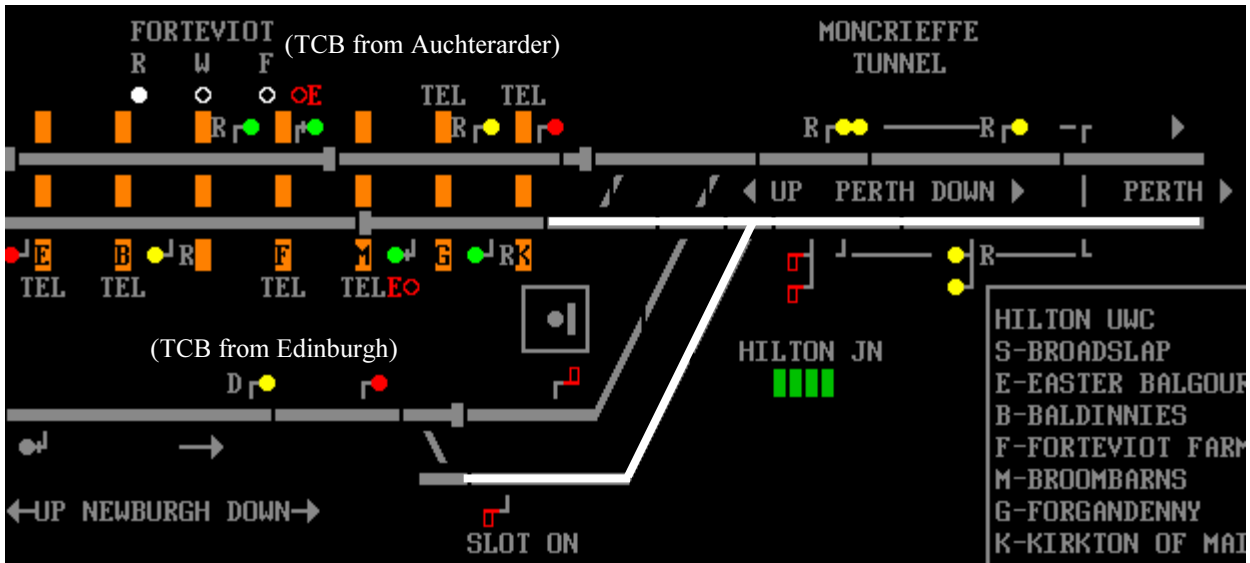 FORTEVIOT
(TCB from Auchterarder)
MONCRIEFFE
TUNNEL
R W F
E
TEL TEL
R R R R
UP PERTH DOWN PERTH
E B R F M G R K
R
TEL TEL TEL TEL E
(TCB from Edinburgh)
HILTON JN
D
UP NEWBURGH DOWN
SLOT ON
HILTON UWC
S-BROADSLAP
E-EASTER BALGOUR
B-BALDINNIES
F-FORTEVIOT FARM
M-BROOMBARNS
G-FORGANDENNY
K-KIRKTON OF MAI